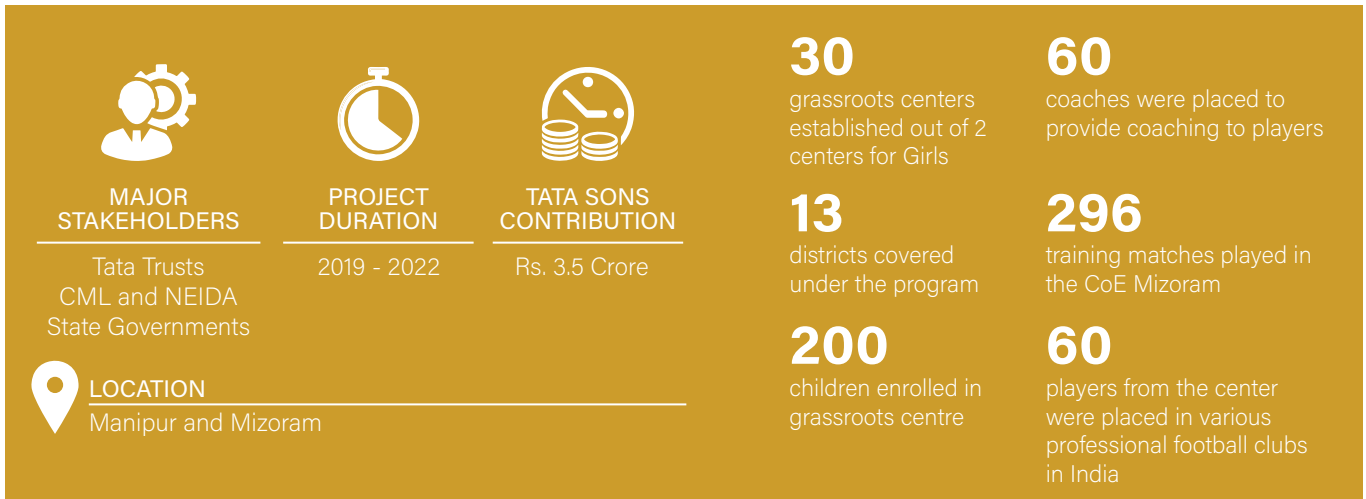 MAJOR
STAKEHOLDERS
Tata Trusts
CML and NEIDA
State Governments
PROJECT
DURATION
2019 - 2022
TATA SONS
CONTRIBUTION
Rs. 3.5 Crore
LOCATION
Manipur and Mizoram
30
grassroots centers
established out of 2
centers for Girls
60
coaches were placed to
provide coaching to players
13
districts covered
under the program
296
training matches played in
the CoE Mizoram
200
children enrolled in
grassroots centre
60
players from the center
were placed in various
professional football clubs
in India